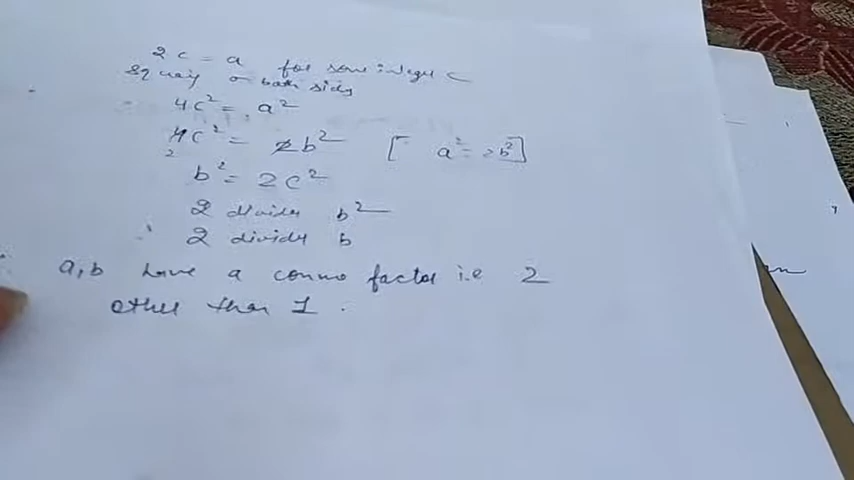 2c = a for some integer c
squaring on both sides
4c² = a²
4c² = 2b² [ a² = 2b² ]
2
b² = 2c²
2 divides b²
2 divides b
a,b have a common factor i.e 2
other than 1.